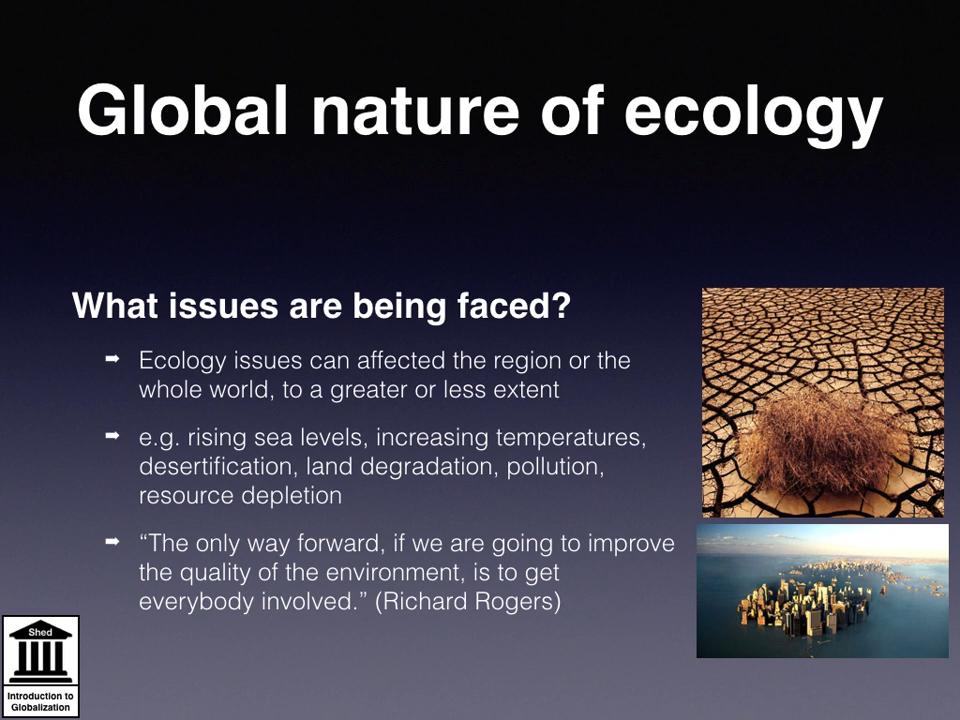 Global nature of ecology
What issues are being faced?
➡ Ecology issues can affected the region or the
whole world, to a greater or less extent
➡ e.g. rising sea levels, increasing temperatures,
desertification, land degradation, pollution,
resource depletion
➡ “The only way forward, if we are going to improve
the quality of the environment, is to get
everybody involved.” (Richard Rogers)
Shed
Introduction to
Globalization